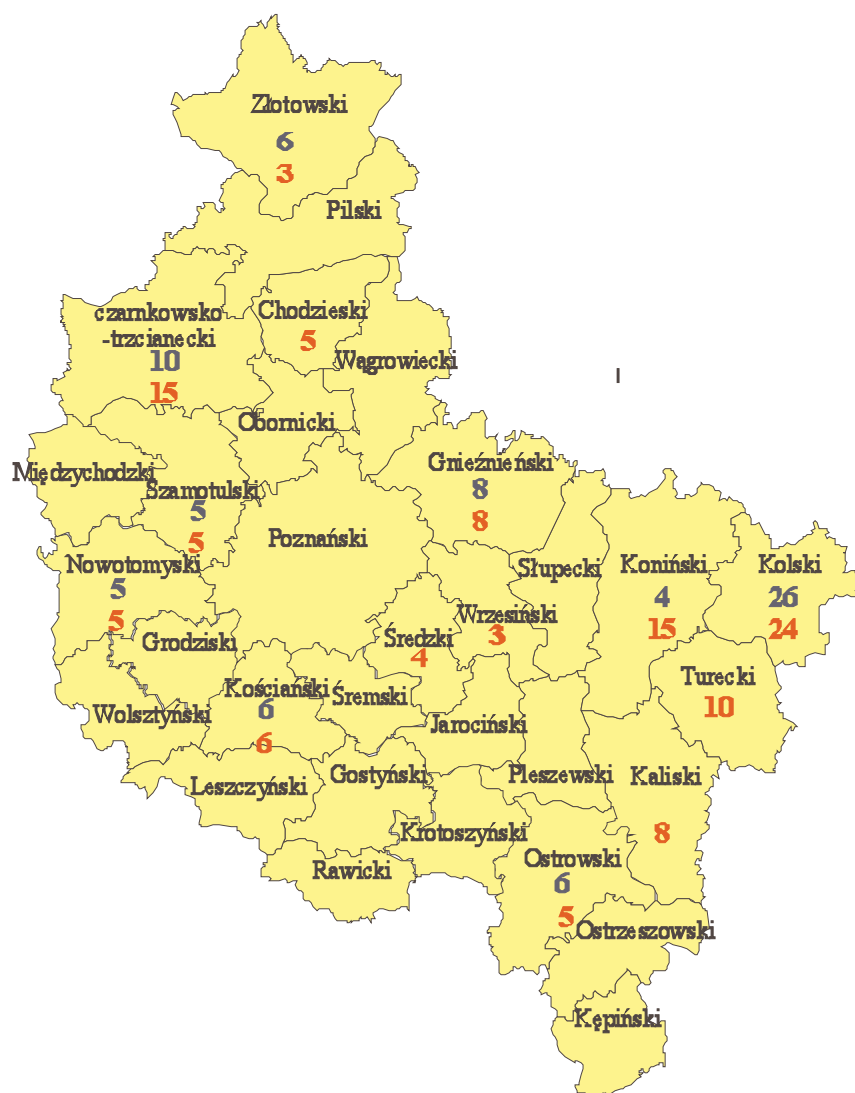 Złotowski
6
3
Pilski
czarnkowsko
-trzcianecki
10
15
Chodzieski
5
Wągrowiecki
I
Obornicki
Międzychodzki
Szamotulski
5
5
Gnieźnieński
8
8
Poznański
Nowotomyski
5
5
Słupecki
Koniński
4
15
Kolski
26
24
Grodziski
Średzki
4
Wrzesiński
3
Turecki
10
Wolsztyński
Kościański
6
6
Śremski
Jarociński
Leszczyński
Gostyński
Pleszewski
Kaliski
8
Krotoszyński
Rawicki
Ostrowski
6
5
Ostrzeszowski
Kępiński